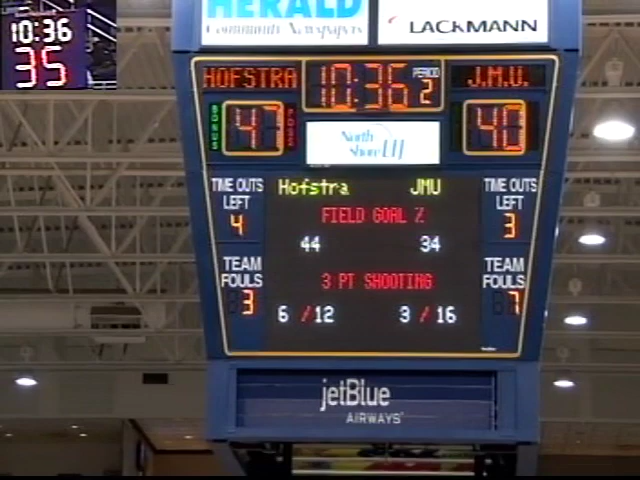 10:36
35
HERALD
Community Newspapers
LACKMANN
HOFSTRA 10:36 PERIOD 2 J.M.U.
BONUS 47 40
North
Shore LIJ
TIME OUTS LEFT 4
Hofstra JMU
TIME OUTS LEFT 3
FIELD GOAL %
44 34
TEAM FOULS 3
3 PT SHOOTING
TEAM FOULS 7
6 / 12 3 / 16
jetBlue
AIRWAYS